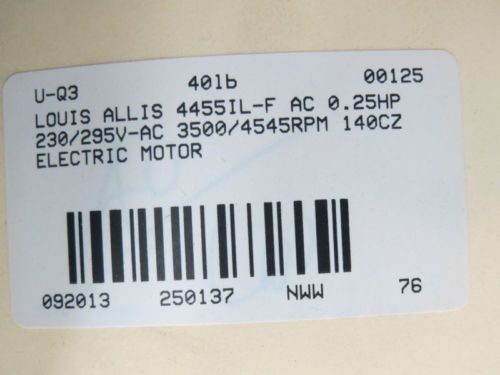 U-Q3 40lb 00125
LOUIS ALLIS 4455IL-F AC 0.25HP
230/295V-AC 3500/4545RPM 140CZ
ELECTRIC MOTOR
092013 250137 NWW 76